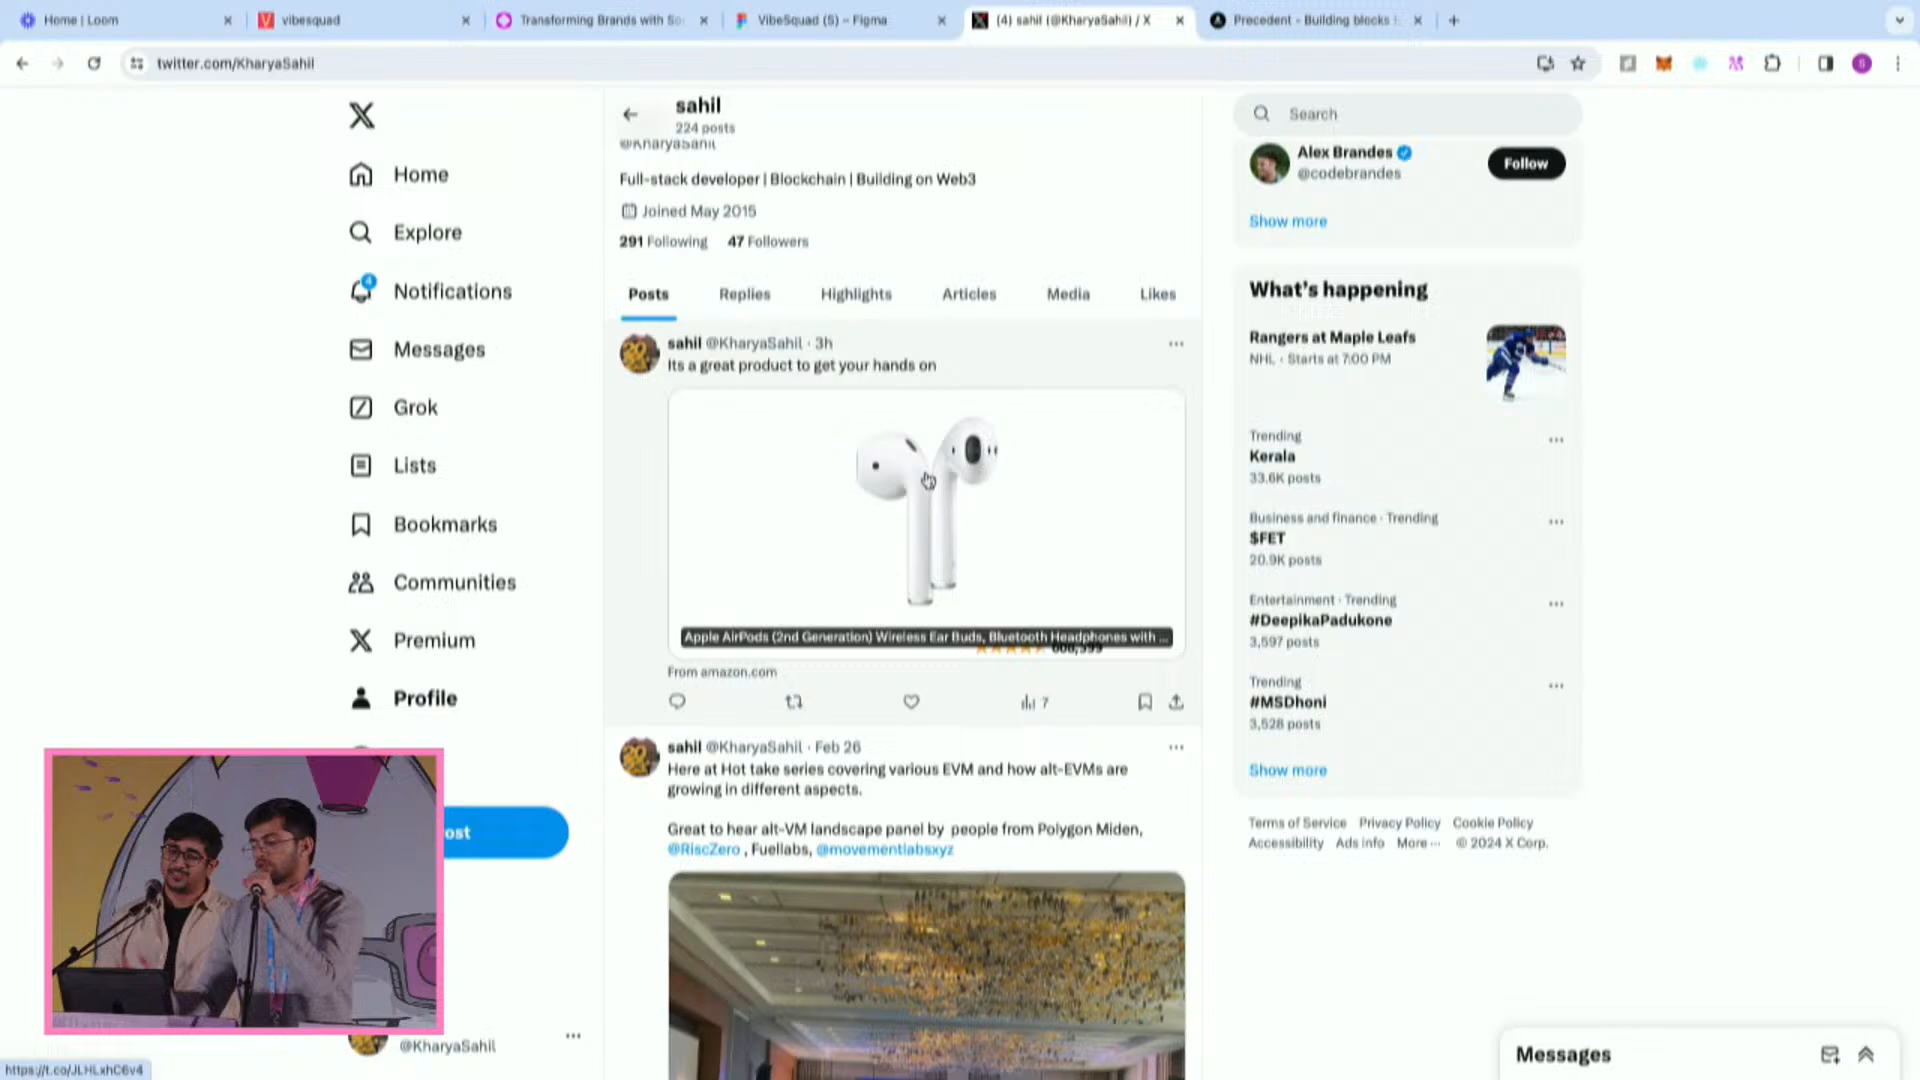 Home | Loom
vibesquad
Transforming Brands with So
VibeSquad (5) – Figma
(4) sahil (@KharyaSahil) / X
Precedent - Building blocks f
twitter.com/KharyaSahil
Home
Explore
4
Notifications
Messages
Grok
Lists
Bookmarks
Communities
Premium
Profile
ost
@KharyaSahil
https://t.co/JLHLxhC6v4
sahil
224 posts
@KharyaSahil
Full-stack developer | Blockchain | Building on Web3
Joined May 2015
291 Following 47 Followers
Posts Replies Highlights Articles Media Likes
sahil @KharyaSahil · 3h
Its a great product to get your hands on
Apple AirPods (2nd Generation) Wireless Ear Buds, Bluetooth Headphones with ...
From amazon.com
7
sahil @KharyaSahil · Feb 26
Here at Hot take series covering various EVM and how alt-EVMs are
growing in different aspects.
Great to hear alt-VM landscape panel by people from Polygon Miden,
@RiscZero , Fuellabs, @movementlabsxyz
Search
Alex Brandes
@codebrandes
Follow
Show more
What's happening
Rangers at Maple Leafs
NHL · Starts at 7:00 PM
Trending
Kerala
33.6K posts
Business and finance · Trending
$FET
20.9K posts
Entertainment · Trending
#DeepikaPadukone
3,597 posts
Trending
#MSDhoni
3,528 posts
Show more
Terms of Service Privacy Policy Cookie Policy
Accessibility Ads info More ··· © 2024 X Corp.
Messages